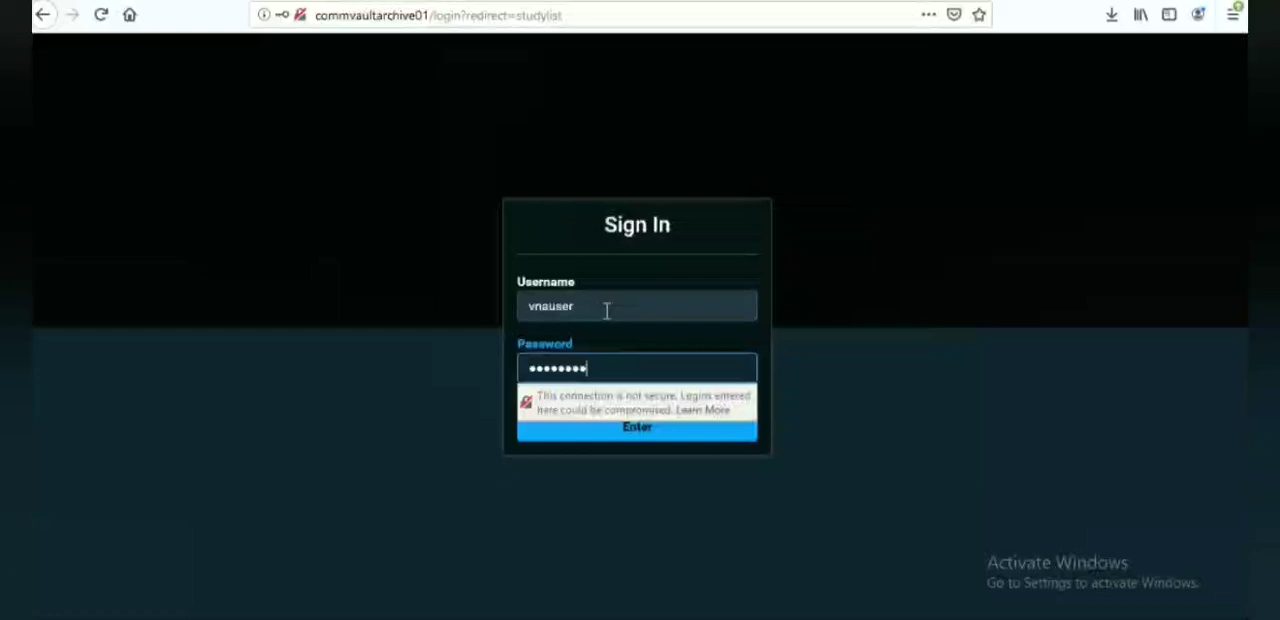 commvaultarchive01/login?redirect=studylist
Sign In
Username
vnauser
Password
This connection is not secure. Logins entered
here could be compromised. Learn More
Enter
Activate Windows
Go to Settings to activate Windows.